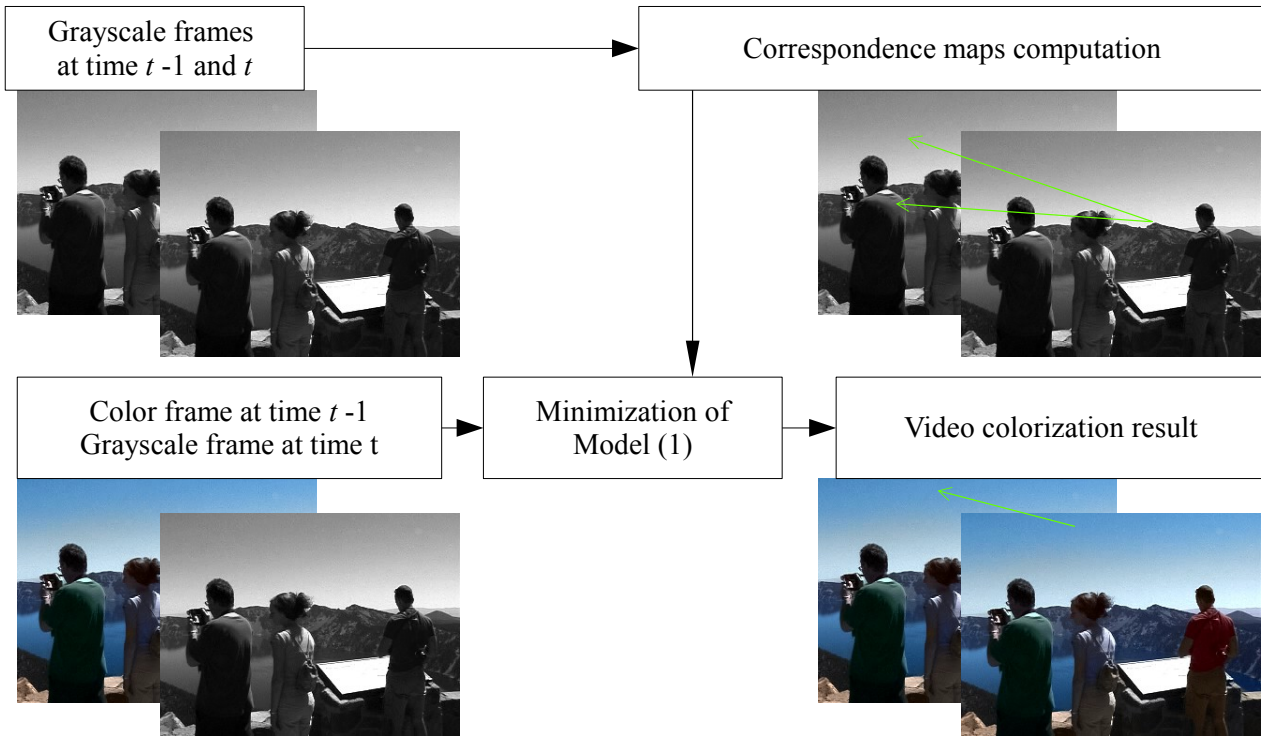 Grayscale frames
at time t -1 and t
Correspondence maps computation
Color frame at time t -1
Grayscale frame at time t
Minimization of
Model (1)
Video colorization result